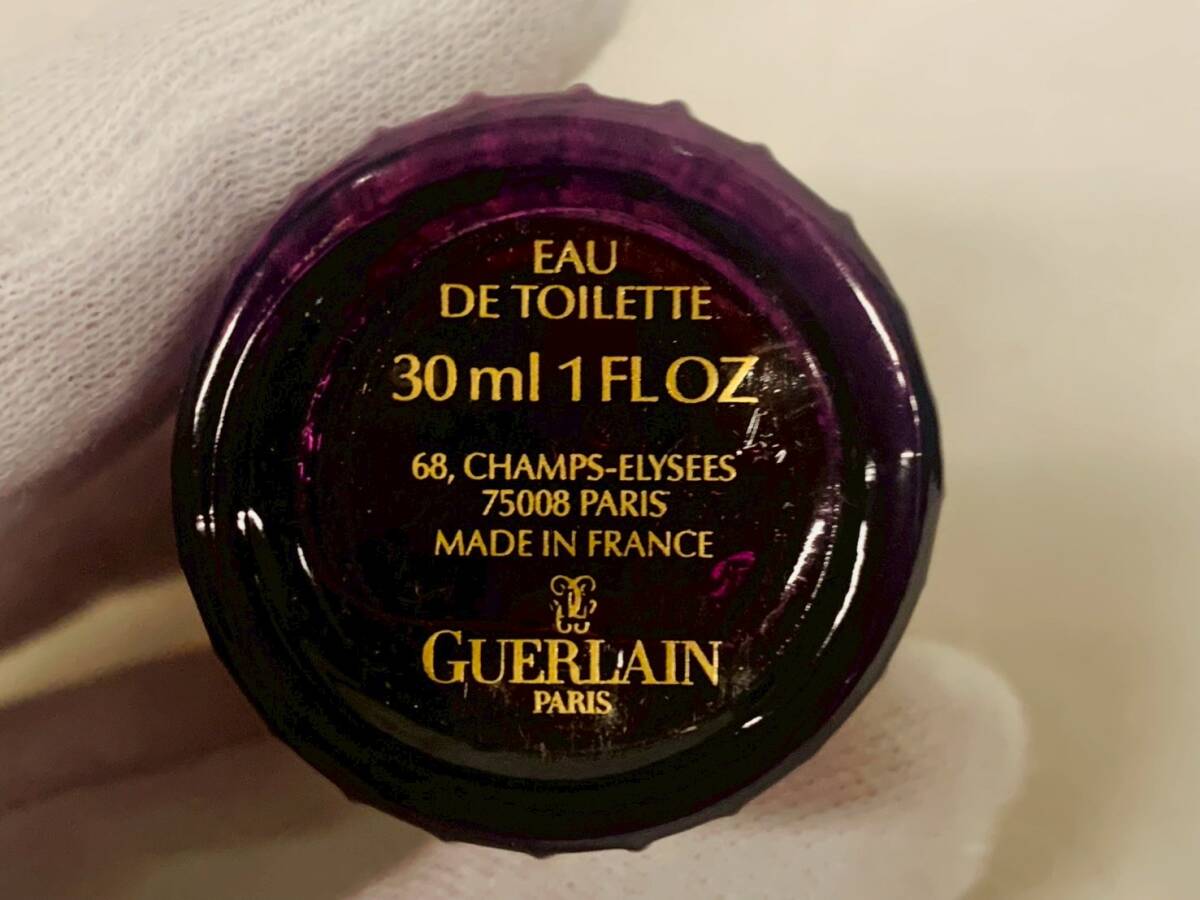 EAU
DE TOILETTE
30 ml 1 FL OZ
68, CHAMPS-ELYSEES
75008 PARIS
MADE IN FRANCE
GUERLAIN
PARIS